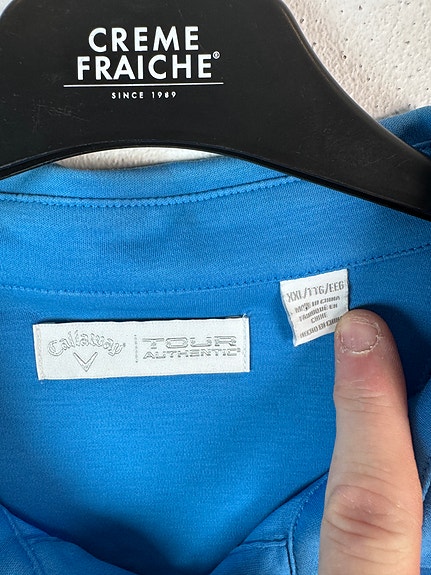 CREME
FRAICHE®
SINCE 1989
Callaway®
TOUR
AUTHENTIC®
XXL/TTG/EEG
MADE IN CHINA
FABRIQUÉ EN
CHINE
HECHO EN CHINA